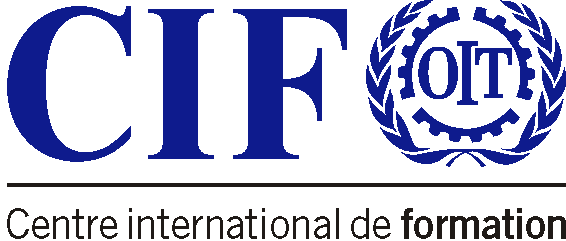 CIF OIT
Centre international de formation